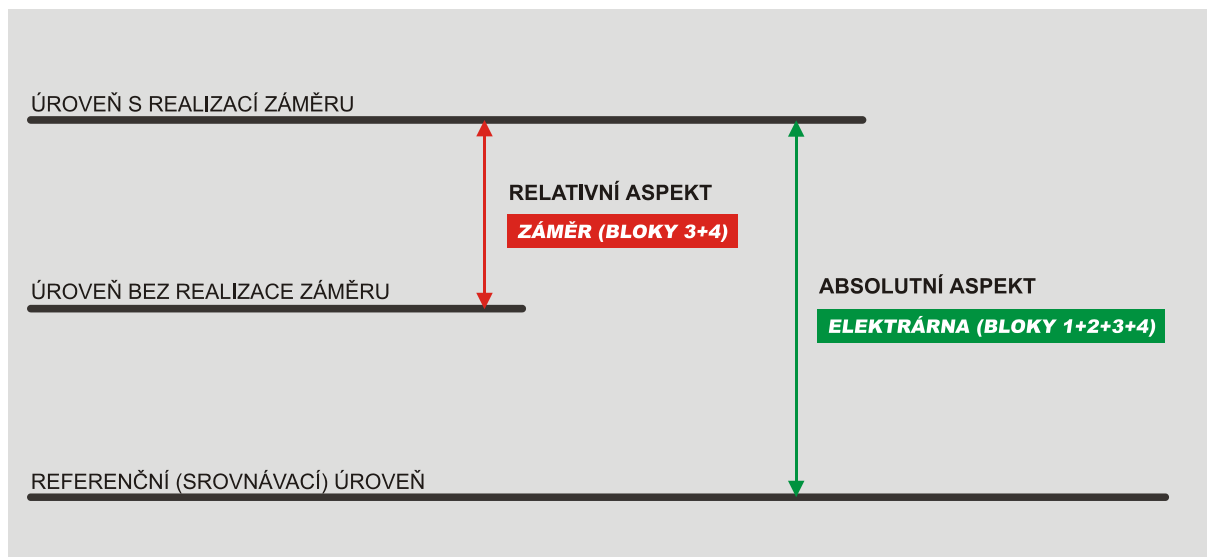 ÚROVEŇ S REALIZACÍ ZÁMĚRU
RELATIVNÍ ASPEKT
ZÁMĚR (BLOKY 3+4)
ÚROVEŇ BEZ REALIZACE ZÁMĚRU
ABSOLUTNÍ ASPEKT
ELEKTRÁRNA (BLOKY 1+2+3+4)
REFERENČNÍ (SROVNÁVACÍ) ÚROVEŇ